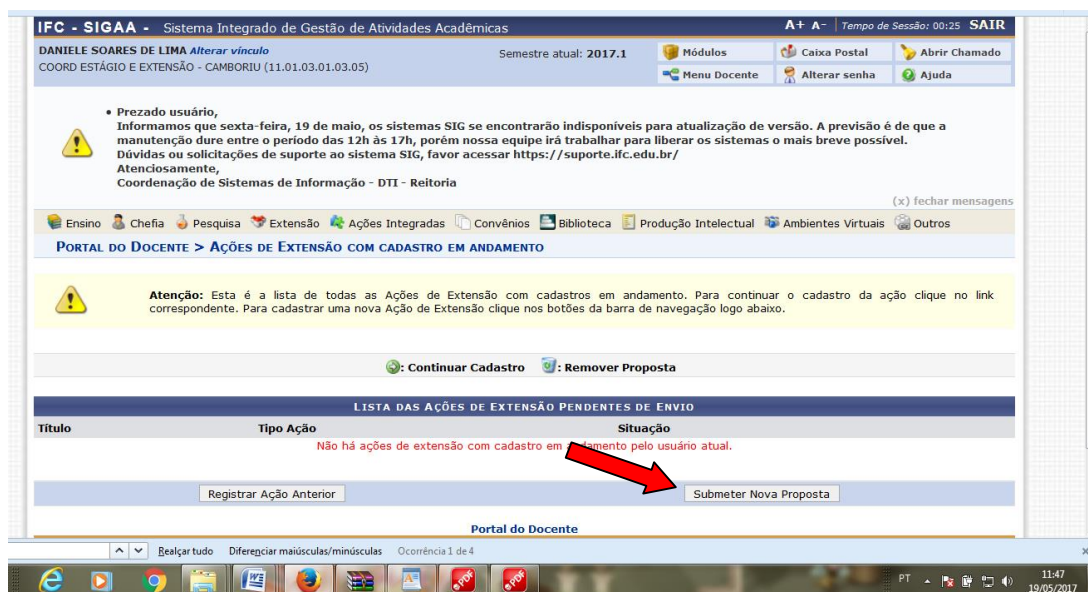 IFC - SIGAA - Sistema Integrado de Gestão de Atividades Acadêmicas A+ A- Tempo de Sessão: 00:25 SAIR
DANIELE SOARES DE LIMA Alterar vínculo Semestre atual: 2017.1 Módulos Caixa Postal Abrir Chamado
COORD ESTÁGIO E EXTENSÃO - CAMBORIU (11.01.03.01.03.05) Menu Docente Alterar senha Ajuda
• Prezado usuário,
Informamos que sexta-feira, 19 de maio, os sistemas SIG se encontrarão indisponíveis para atualização de versão. A previsão é de que a
manutenção dure entre o período das 12h às 17h, porém nossa equipe irá trabalhar para liberar os sistemas o mais breve possível.
Dúvidas ou solicitações de suporte ao sistema SIG, favor acessar https://suporte.ifc.edu.br/
Atenciosamente,
Coordenação de Sistemas de Informação - DTI - Reitoria
(x) fechar mensagens
Ensino Chefia Pesquisa Extensão Ações Integradas Convênios Biblioteca Produção Intelectual Ambientes Virtuais Outros
PORTAL DO DOCENTE > AÇÕES DE EXTENSÃO COM CADASTRO EM ANDAMENTO
Atenção: Esta é a lista de todas as Ações de Extensão com cadastros em andamento. Para continuar o cadastro da ação clique no link
correspondente. Para cadastrar uma nova Ação de Extensão clique nos botões da barra de navegação logo abaixo.
: Continuar Cadastro : Remover Proposta
LISTA DAS AÇÕES DE EXTENSÃO PENDENTES DE ENVIO
Título Tipo Ação Situação
Não há ações de extensão com cadastro em andamento pelo usuário atual.
Registrar Ação Anterior Submeter Nova Proposta
Portal do Docente
Realçar tudo Diferenciar maiúsculas/minúsculas Ocorrência 1 de 4
PT 11:47
19/05/2017